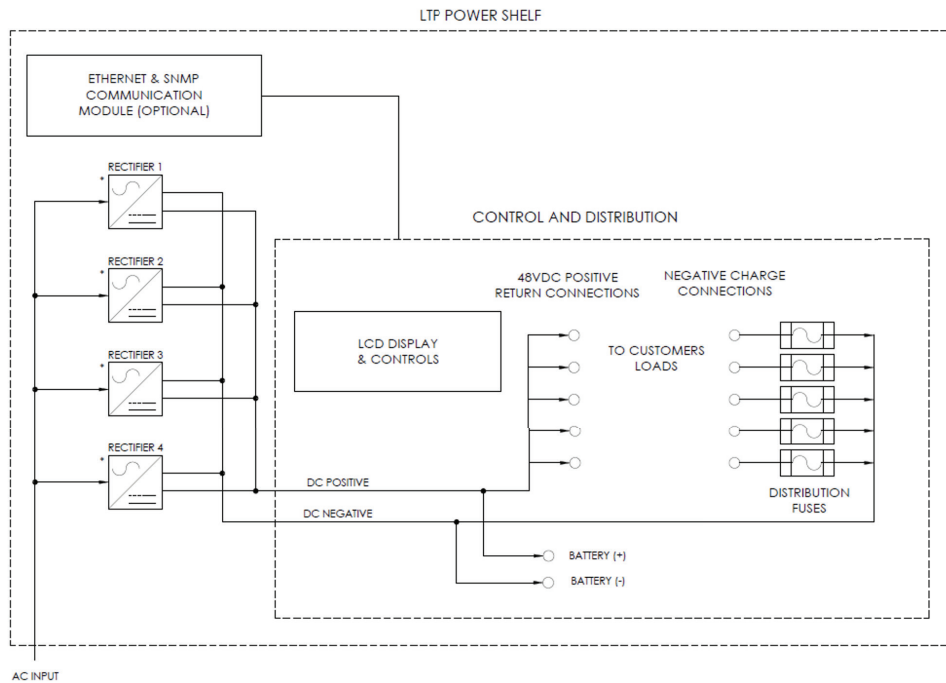 LTP POWER SHELF
ETHERNET & SNMP
COMMUNICATION
MODULE (OPTIONAL)
RECTIFIER 1
*
RECTIFIER 2
*
RECTIFIER 3
*
RECTIFIER 4
*
CONTROL AND DISTRIBUTION
48VDC POSITIVE
RETURN CONNECTIONS
NEGATIVE CHARGE
CONNECTIONS
LCD DISPLAY
& CONTROLS
TO CUSTOMERS
LOADS
DISTRIBUTION
FUSES
DC POSITIVE
DC NEGATIVE
BATTERY (+)
BATTERY (-)
AC INPUT